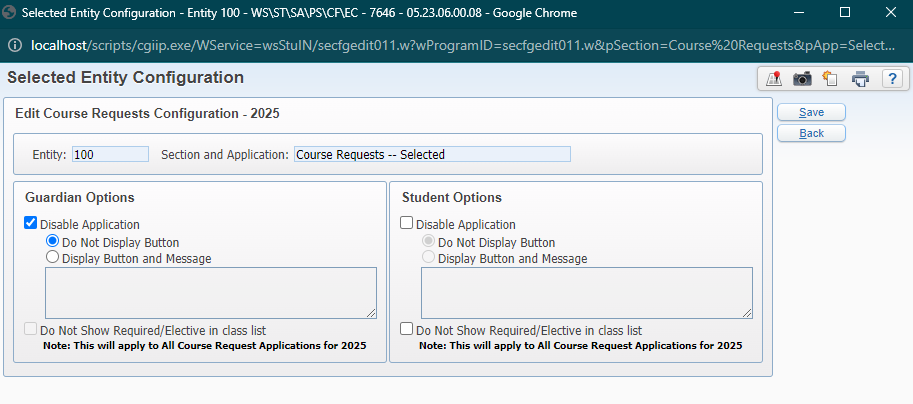 Selected Entity Configuration - Entity 100 - WS\ST\SA\PS\CF\EC - 7646 - 05.23.06.00.08 - Google Chrome
localhost/scripts/cgiip.exe/WService=wsStuIN/secfgedit011.w?wProgramID=secfgedit011.w&pSection=Course%20Requests&pApp=Select...
Selected Entity Configuration
?
Edit Course Requests Configuration - 2025
Save
Back
Entity: 100 Section and Application: Course Requests -- Selected
Guardian Options
Disable Application
Do Not Display Button
Display Button and Message
Do Not Show Required/Elective in class list
Note: This will apply to All Course Request Applications for 2025
Student Options
Disable Application
Do Not Display Button
Display Button and Message
Do Not Show Required/Elective in class list
Note: This will apply to All Course Request Applications for 2025